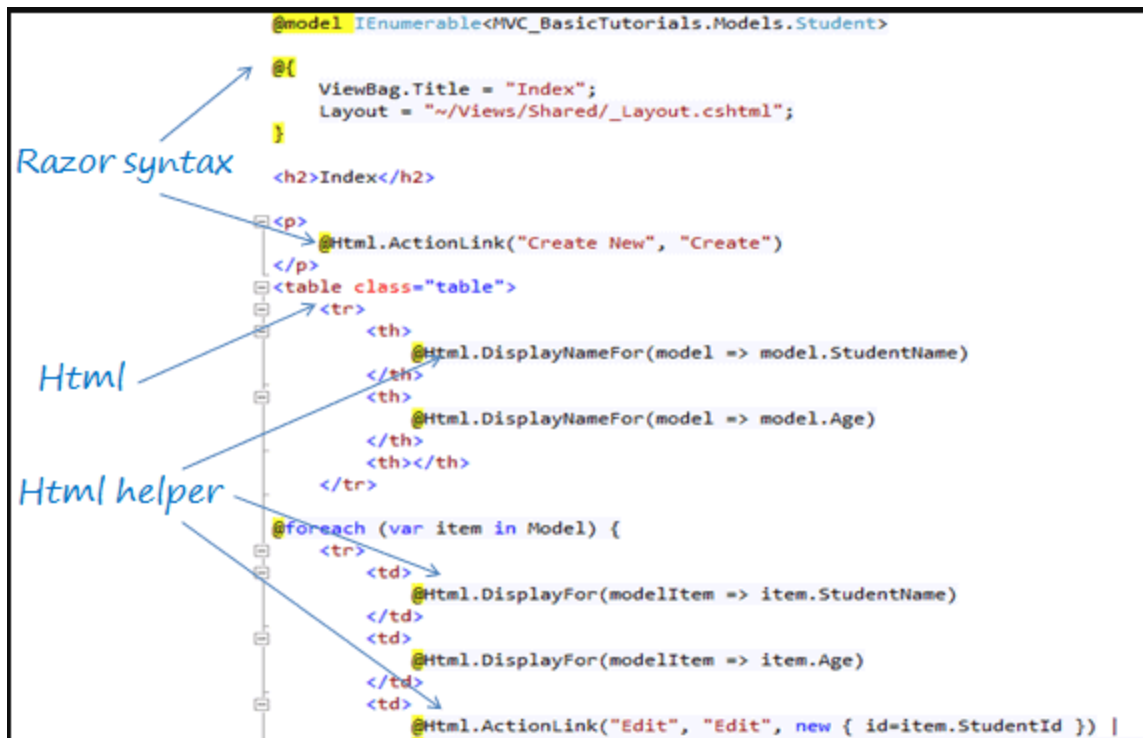 @model IEnumerable<MVC_BasicTutorials.Models.Student>
@{
ViewBag.Title = "Index";
Layout = "~/Views/Shared/_Layout.cshtml";
}
Razor syntax
<h2>Index</h2>
<p>
@Html.ActionLink("Create New", "Create")
</p>
<table class="table">
<tr>
<th>
@Html.DisplayNameFor(model => model.StudentName)
Html
</th>
<th>
@Html.DisplayNameFor(model => model.Age)
</th>
<th></th>
Html helper
</tr>
@foreach (var item in Model) {
<tr>
<td>
@Html.DisplayFor(modelItem => item.StudentName)
</td>
<td>
@Html.DisplayFor(modelItem => item.Age)
</td>
<td>
@Html.ActionLink("Edit", "Edit", new { id=item.StudentId }) |